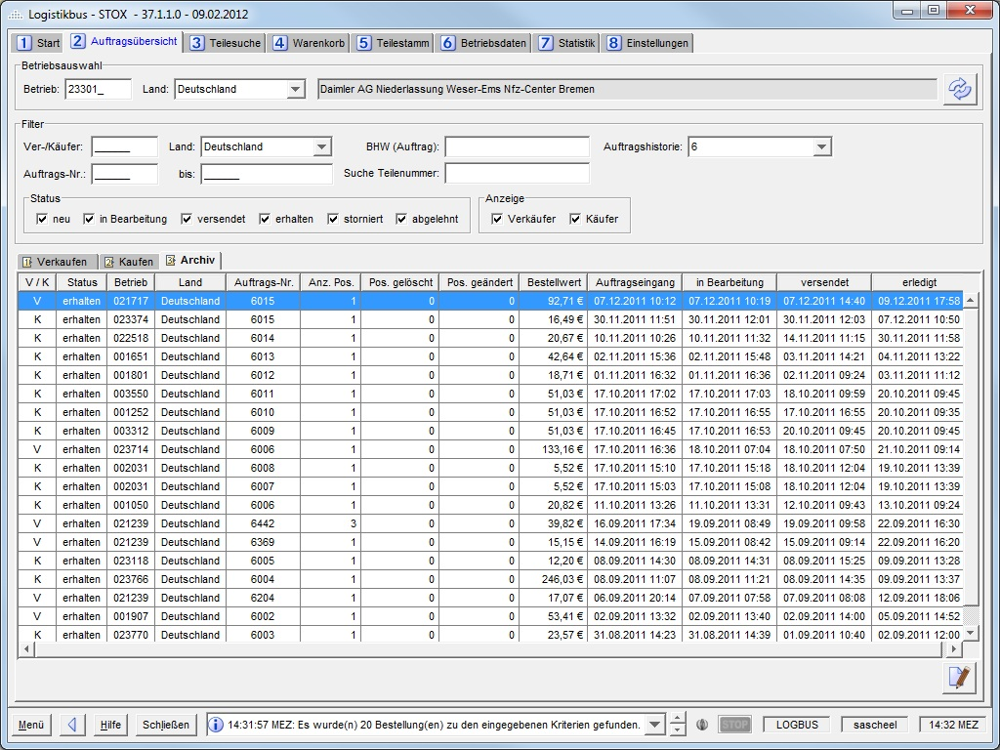 Logistikbus - STOX - 37.1.1.0 - 09.02.2012
1 Start 2 Auftragsübersicht 3 Teilesuche 4 Warenkorb 5 Teilestamm 6 Betriebsdaten 7 Statistik 8 Einstellungen
Betriebsauswahl
Betrieb: 23301_ Land: Deutschland Daimler AG Niederlassung Weser-Ems Nfz-Center Bremen
Filter
Ver-/Käufer: ______ Land: Deutschland BHW (Auftrag): Auftragshistorie: 6
Auftrags-Nr.: ______ bis: ______ Suche Teilenummer:
Status Anzeige
neu in Bearbeitung versendet erhalten storniert abgelehnt Verkäufer Käufer
1 Verkaufen 2 Kaufen 3 Archiv
V / K Status Betrieb Land Auftrags-Nr. Anz. Pos. Pos. gelöscht Pos. geändert Bestellwert Auftragseingang in Bearbeitung versendet erledigt
V erhalten 021717 Deutschland 6015 1 0 0 92,71 € 07.12.2011 10:12 07.12.2011 10:19 07.12.2011 14:40 09.12.2011 17:58
K erhalten 023374 Deutschland 6015 1 0 0 16,49 € 30.11.2011 11:51 30.11.2011 12:01 30.11.2011 12:03 07.12.2011 10:50
K erhalten 022518 Deutschland 6014 1 0 0 20,67 € 10.11.2011 10:26 10.11.2011 11:32 14.11.2011 11:15 30.11.2011 11:58
K erhalten 001651 Deutschland 6013 1 0 0 42,64 € 02.11.2011 15:36 02.11.2011 15:48 03.11.2011 14:21 04.11.2011 13:22
K erhalten 001801 Deutschland 6012 1 0 0 18,71 € 01.11.2011 16:32 01.11.2011 16:36 02.11.2011 09:24 03.11.2011 11:12
K erhalten 003550 Deutschland 6011 1 0 0 51,03 € 17.10.2011 17:02 17.10.2011 17:03 18.10.2011 09:59 20.10.2011 09:45
K erhalten 001252 Deutschland 6010 1 0 0 51,03 € 17.10.2011 16:52 17.10.2011 16:55 17.10.2011 16:55 20.10.2011 09:35
K erhalten 003312 Deutschland 6009 1 0 0 51,03 € 17.10.2011 16:45 17.10.2011 16:53 20.10.2011 09:45 20.10.2011 09:45
V erhalten 023714 Deutschland 6006 1 0 0 133,16 € 17.10.2011 16:36 18.10.2011 07:04 18.10.2011 07:50 21.10.2011 09:14
K erhalten 002031 Deutschland 6008 1 0 0 5,52 € 17.10.2011 15:10 17.10.2011 15:18 18.10.2011 12:04 19.10.2011 13:39
K erhalten 002031 Deutschland 6007 1 0 0 5,52 € 17.10.2011 15:03 17.10.2011 15:08 18.10.2011 12:04 19.10.2011 13:39
K erhalten 001050 Deutschland 6006 1 0 0 20,82 € 11.10.2011 13:26 11.10.2011 13:31 12.10.2011 09:43 13.10.2011 09:24
V erhalten 021239 Deutschland 6442 3 0 0 39,82 € 16.09.2011 17:34 19.09.2011 08:49 19.09.2011 09:58 22.09.2011 16:30
V erhalten 021239 Deutschland 6369 1 0 0 15,15 € 14.09.2011 16:19 15.09.2011 08:42 15.09.2011 09:14 22.09.2011 16:20
K erhalten 023118 Deutschland 6005 1 0 0 12,20 € 08.09.2011 14:30 08.09.2011 14:31 08.09.2011 15:25 09.09.2011 13:28
K erhalten 023766 Deutschland 6004 1 0 0 246,03 € 08.09.2011 11:07 08.09.2011 11:21 08.09.2011 14:35 09.09.2011 13:37
V erhalten 021239 Deutschland 6204 1 0 0 17,07 € 06.09.2011 20:14 07.09.2011 07:58 07.09.2011 08:08 12.09.2011 18:06
V erhalten 001907 Deutschland 6002 1 0 0 53,41 € 02.09.2011 13:32 02.09.2011 13:40 02.09.2011 14:00 05.09.2011 14:52
K erhalten 023770 Deutschland 6003 1 0 0 23,57 € 31.08.2011 14:23 31.08.2011 14:39 01.09.2011 10:40 02.09.2011 12:00
Menü Hilfe Schließen 14:31:57 MEZ: Es wurde(n) 20 Bestellung(en) zu den eingegebenen Kriterien gefunden. STOP LOGBUS sascheel 14:32 MEZ